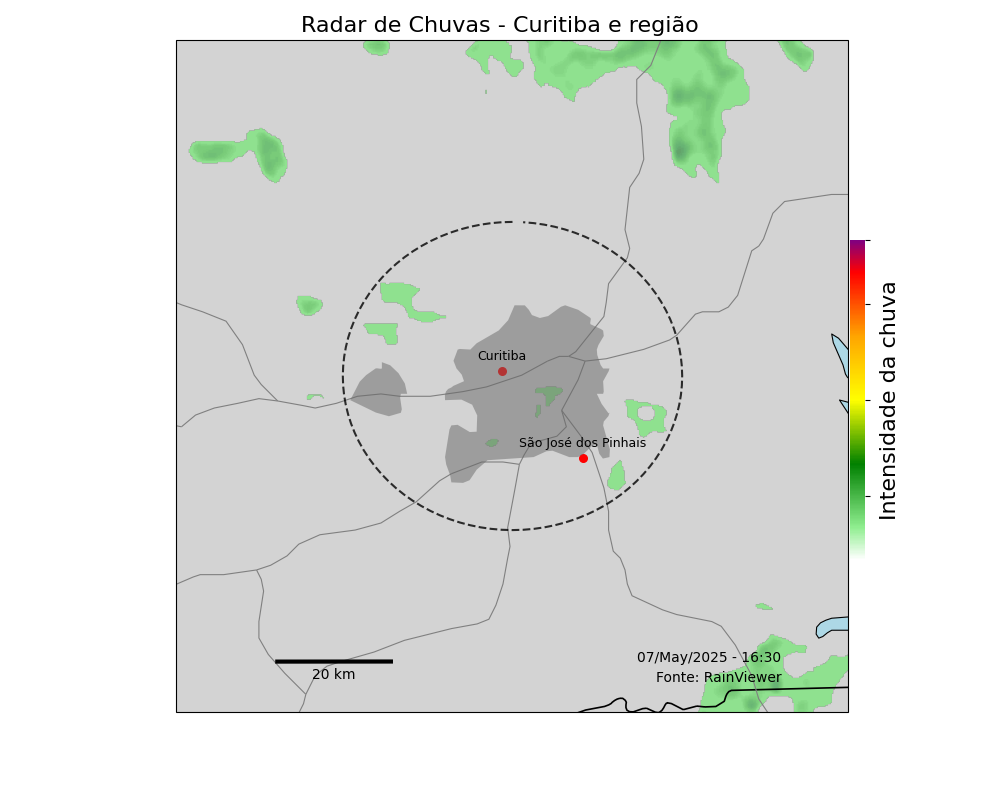 Radar de Chuvas - Curitiba e região
Curitiba
São José dos Pinhais
Intensidade da chuva
07/May/2025 - 16:30
Fonte: RainViewer
20 km